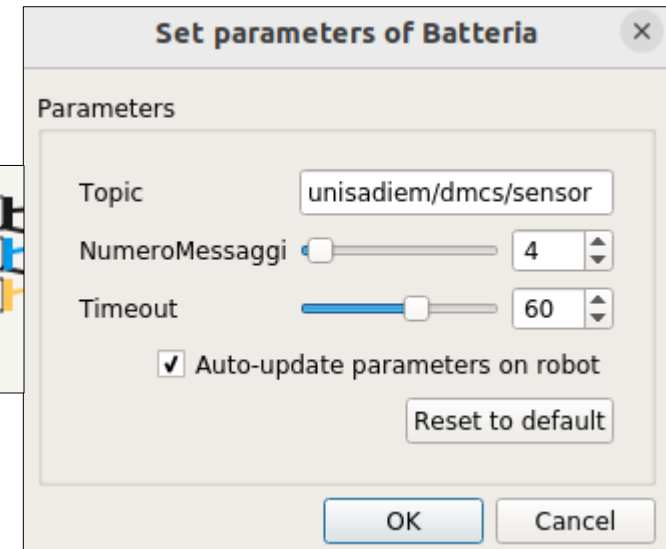 Set parameters of Batteria
Parameters
Topic unisadiem/dmcs/sensor
NumeroMessaggi 4
Timeout 60
Auto-update parameters on robot
Reset to default
OK Cancel